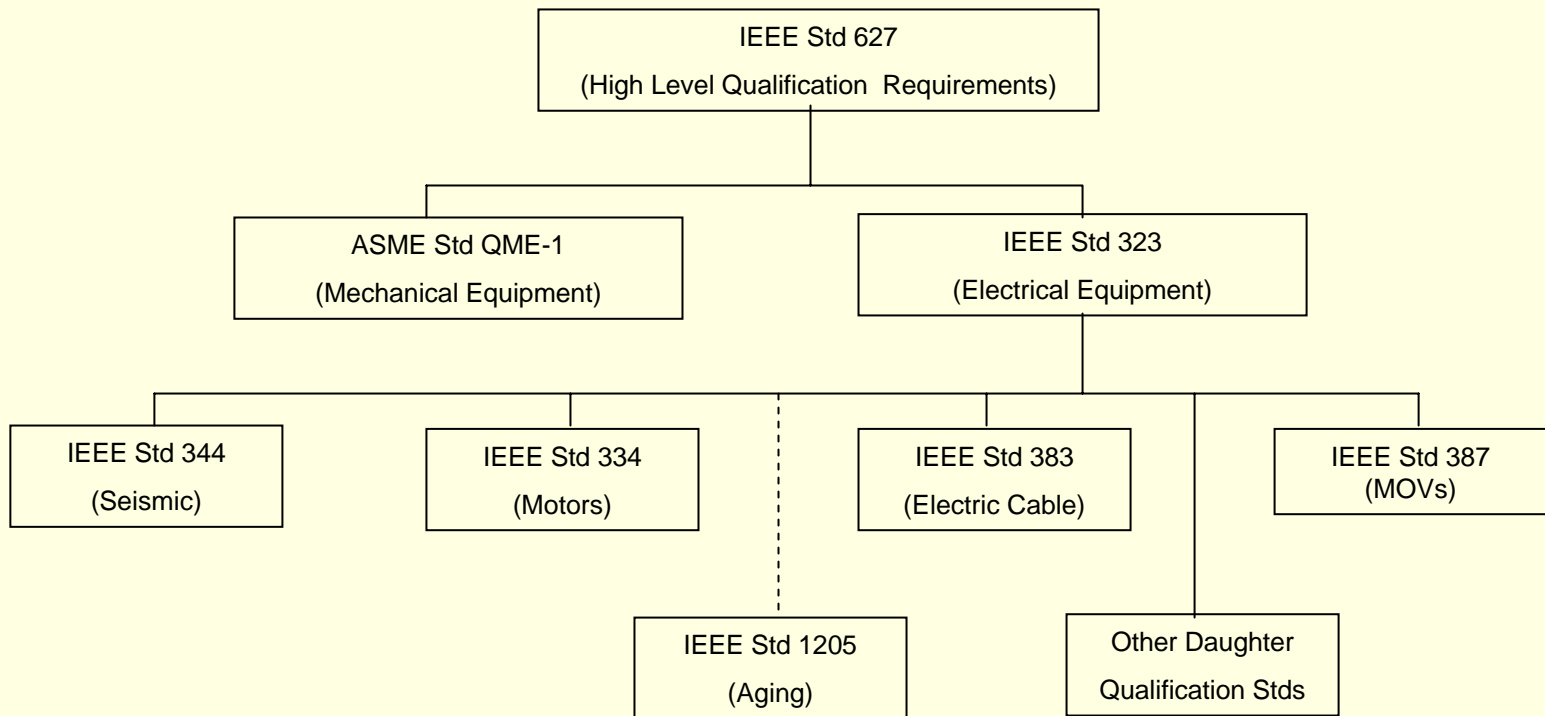 IEEE Std 627
(High Level Qualification Requirements)
ASME Std QME-1
(Mechanical Equipment)
IEEE Std 323
(Electrical Equipment)
IEEE Std 344
(Seismic)
IEEE Std 334
(Motors)
IEEE Std 383
(Electric Cable)
IEEE Std 387
(MOVs)
IEEE Std 1205
(Aging)
Other Daughter
Qualification Stds